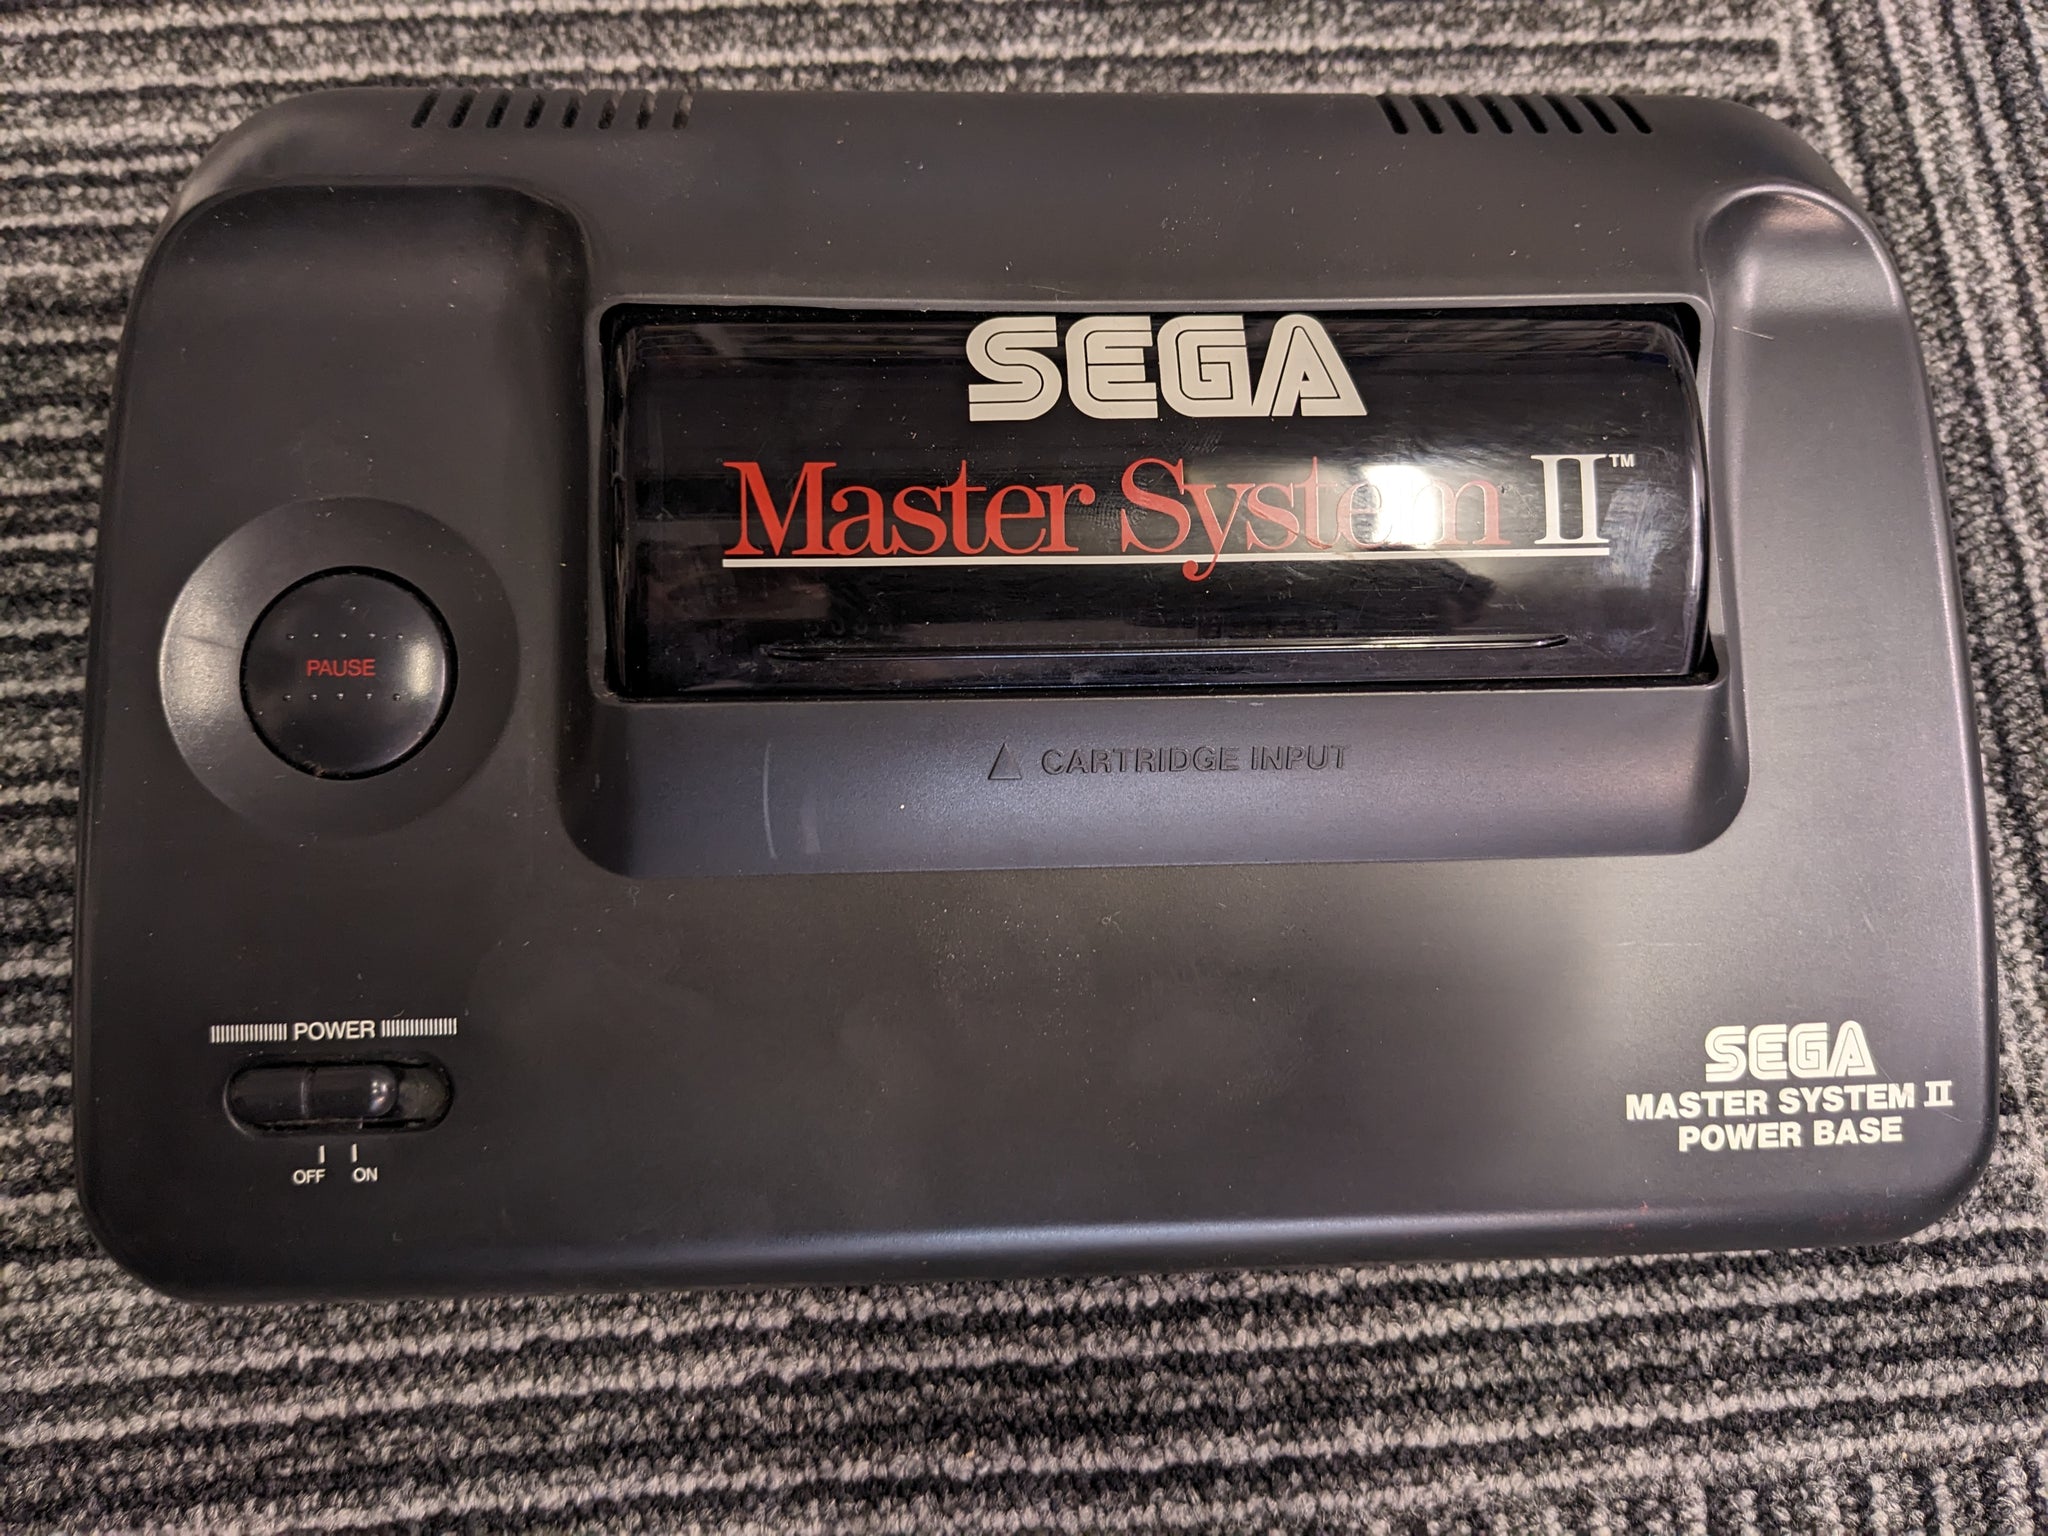 SEGA
Master System II™
PAUSE
CARTRIDGE INPUT
POWER
OFF ON
SEGA
MASTER SYSTEM II
POWER BASE